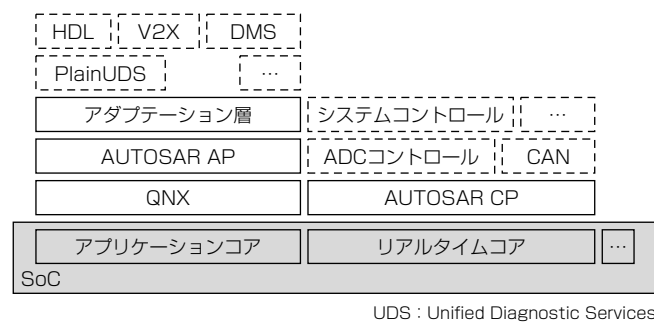 HDL V2X DMS
PlainUDS …
アダプテーション層 システムコントロール …
AUTOSAR AP ADCコントロール CAN
QNX AUTOSAR CP
アプリケーションコア リアルタイムコア …
SoC
UDS：Unified Diagnostic Services